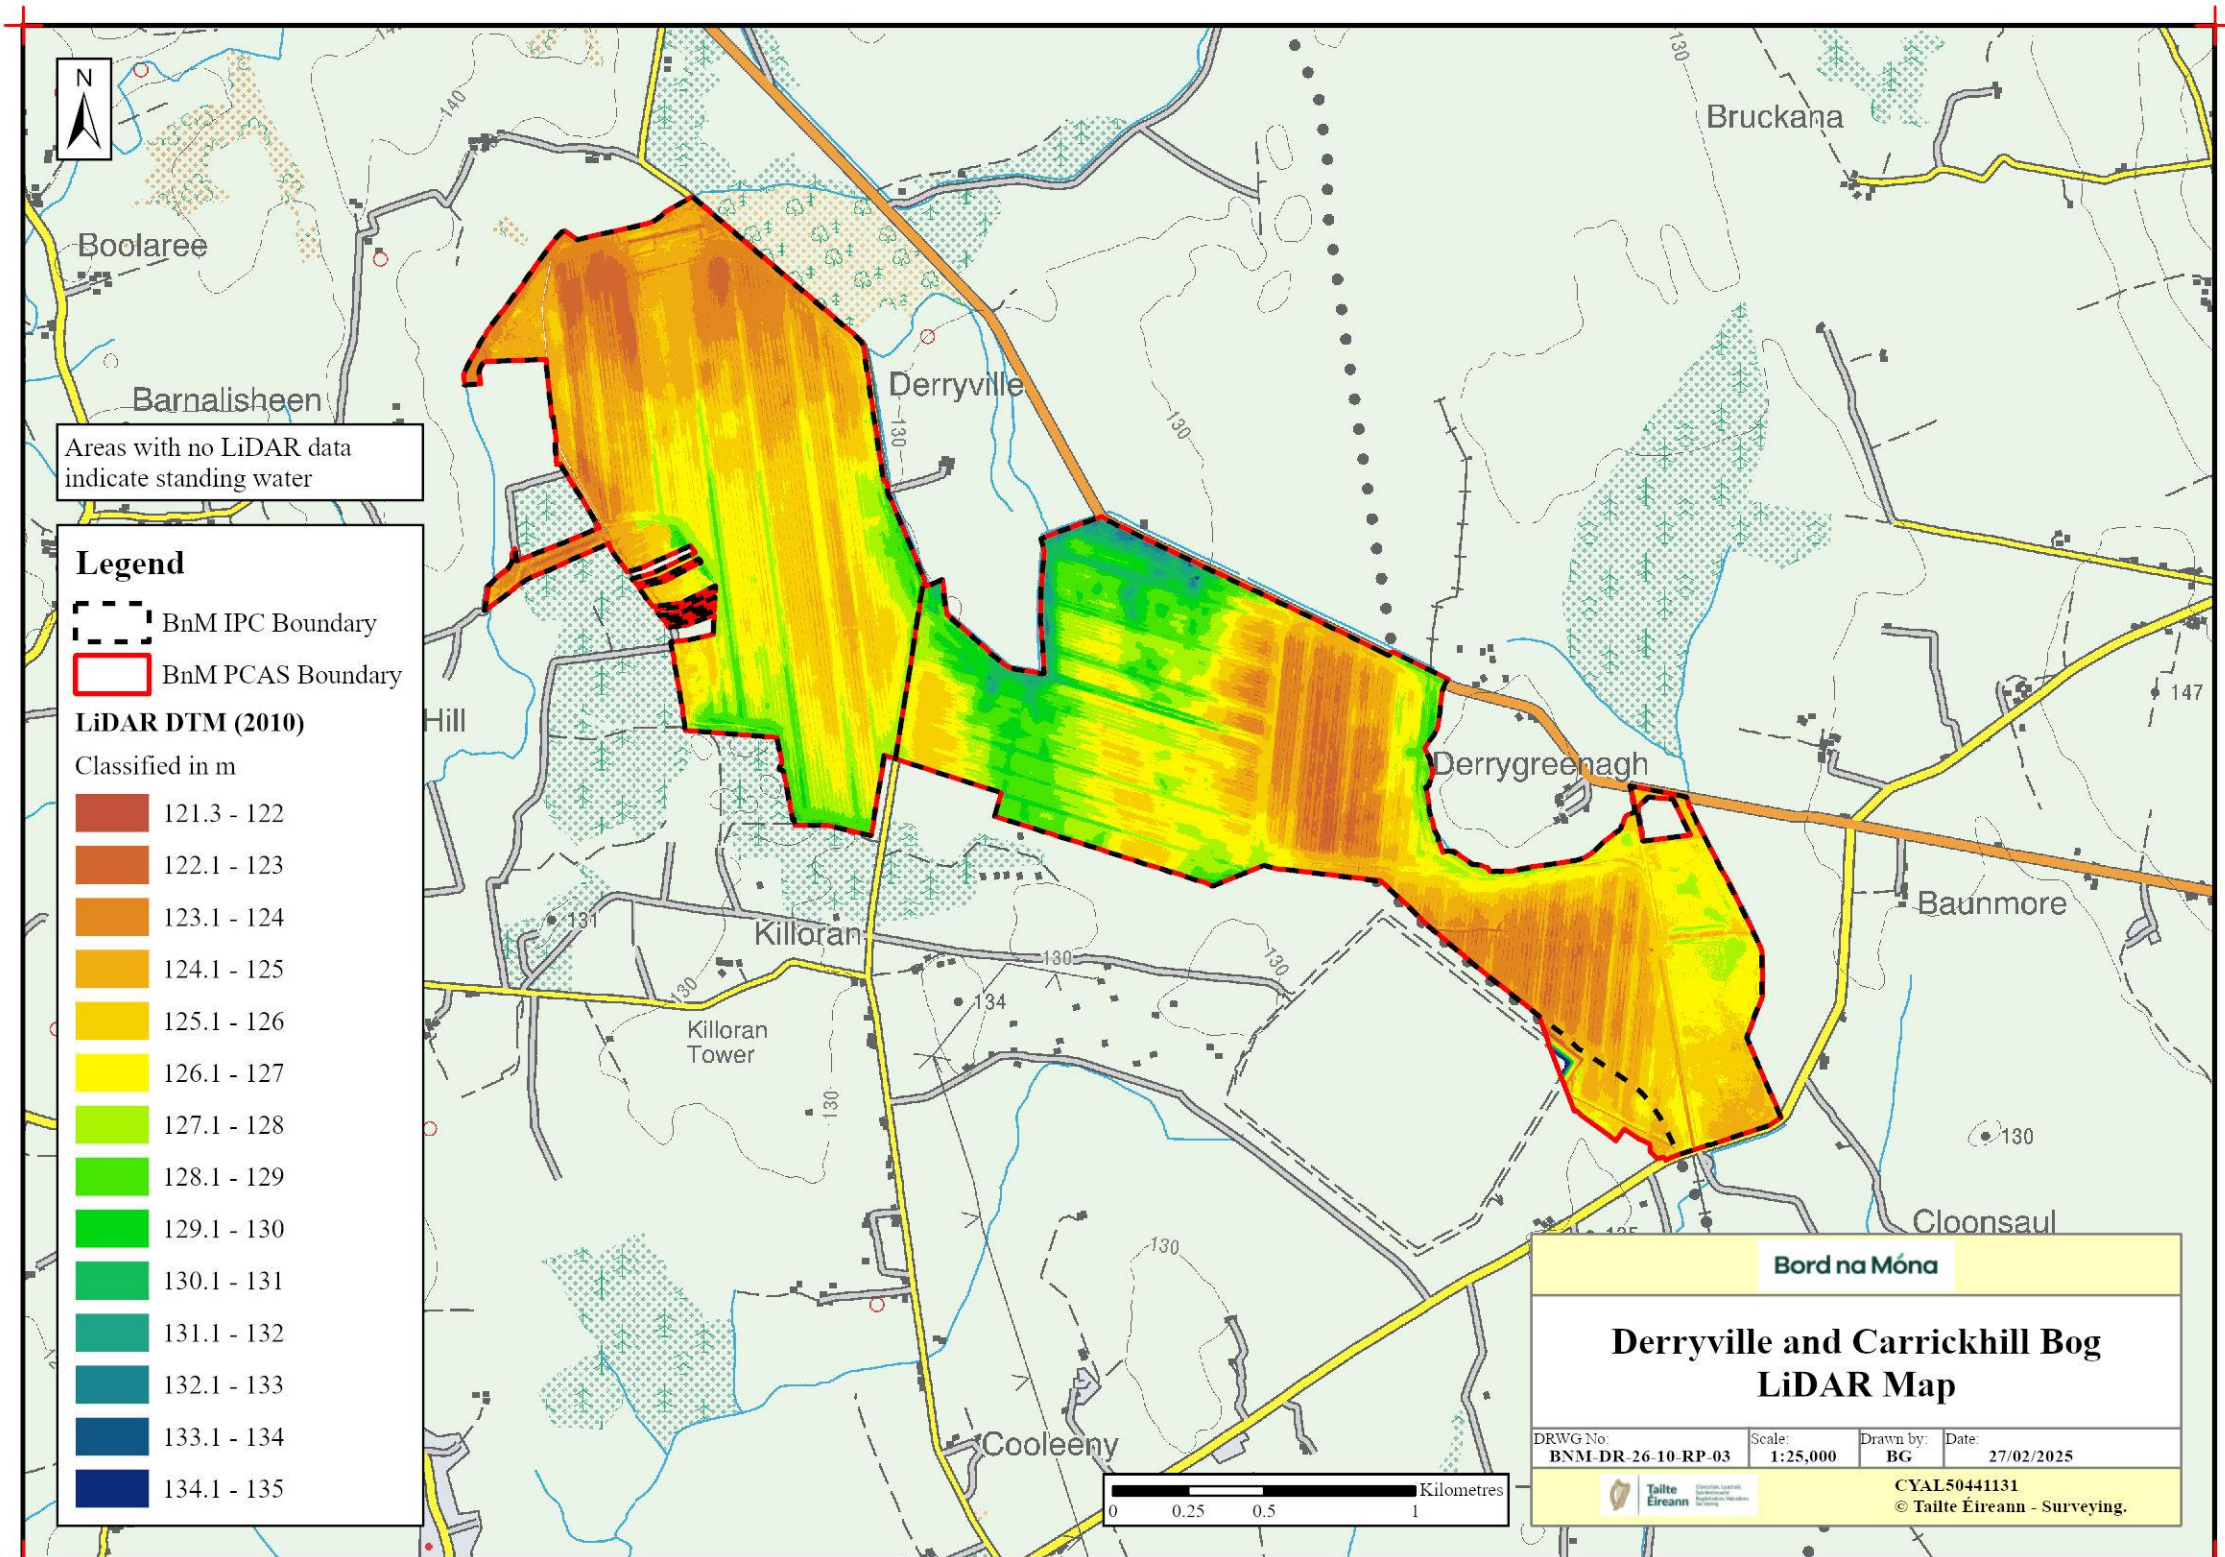 N
140
130
Bruckana
Boolaree
Barnalisheen
Derryville
130
130
Areas with no LiDAR data
indicate standing water
Legend
BnM IPC Boundary
BnM PCAS Boundary
LiDAR DTM (2010)
Classified in m
121.3 - 122
122.1 - 123
123.1 - 124
124.1 - 125
125.1 - 126
126.1 - 127
127.1 - 128
128.1 - 129
129.1 - 130
130.1 - 131
131.1 - 132
132.1 - 133
133.1 - 134
134.1 - 135
Hill
147
Derrygreenagh
Baunmore
131
Killoran
130
130
130
134
Killoran
Tower
130
130
Cloonsaul
130
Cooleeny
Bord na Móna
Derryville and Carrickhill Bog
LiDAR Map
DRWG No: Scale: Drawn by: Date:
BNM-DR-26-10-RP-03 1:25,000 BG 27/02/2025
Tailte
Éireann
CYAL50441131
© Tailte Éireann - Surveying.
Kilometres
0 0.25 0.5 1